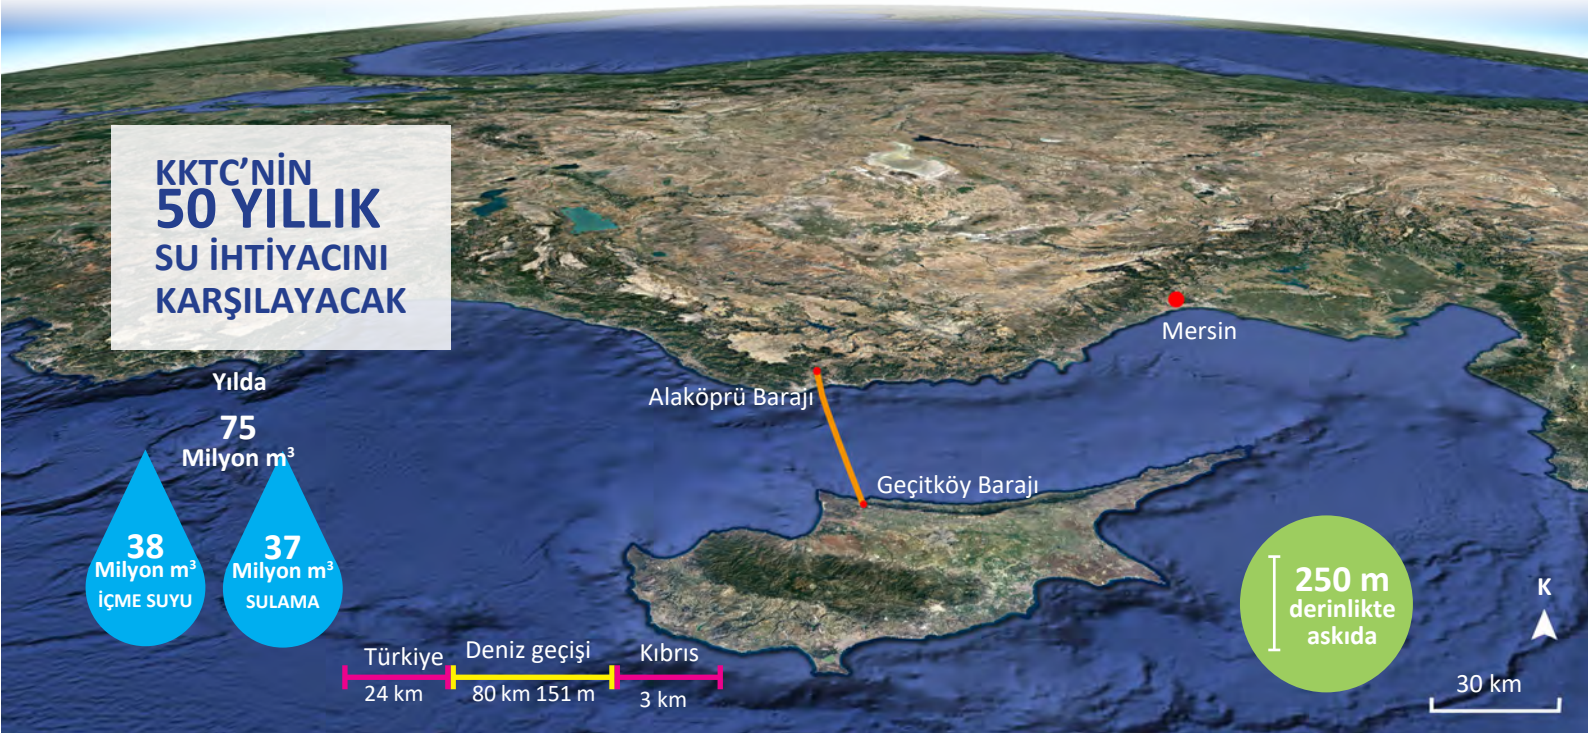 KKTC’NİN
50 YILLIK
SU İHTİYACINI
KARŞILAYACAK
Yılda
75
Milyon m³
38
Milyon m³
İÇME SUYU
37
Milyon m³
SULAMA
Mersin
Alaköprü Barajı
Geçitköy Barajı
Türkiye
24 km
Deniz geçişi
80 km 151 m
Kıbrıs
3 km
250 m
derinlikte
askıda
K
30 km